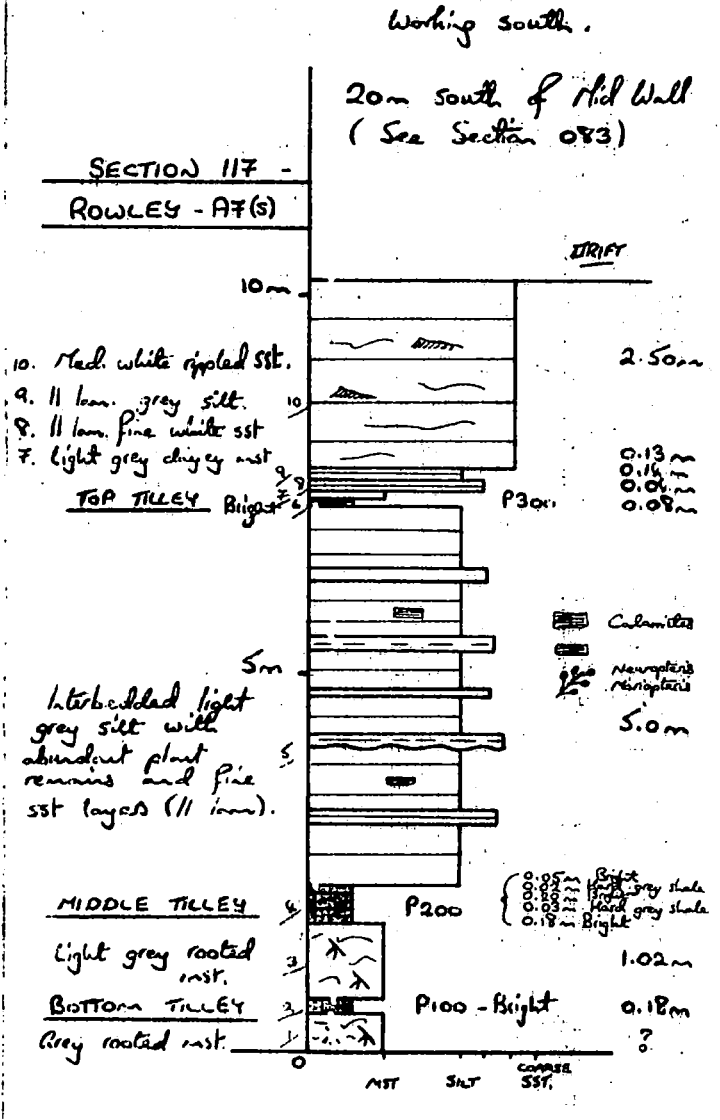 Working south.
20m south of Mid Wall
(See Section 083)
SECTION 117 -
ROWLEY - A7(S)
DRIFT
10m
10. Med. white rippled sst.
9. // lam. grey silt.
8. // lam. fine white sst
7. Light grey clayey mst
TOP TILLEY Bright
10
9
8
7
6
2.50m
0.13m
0.14m
0.06m
0.08m
P300
Calamites
Neuropteris
Mariopteris
5m
5.0m
Interbedded light
grey silt with
abundant plant
remains and fine
sst layers (// lam).
5
MIDDLE TILLEY
4
P200
0.05m Bright
Hard grey shale
Hard grey shale
0.18m Bright
Light grey rooted
mst.
3
1.02m
BOTTOM TILLEY
2
P100 - Bright
0.18m
Grey rooted mst.
1
?
0
MST
SILT
COARSE
SST.